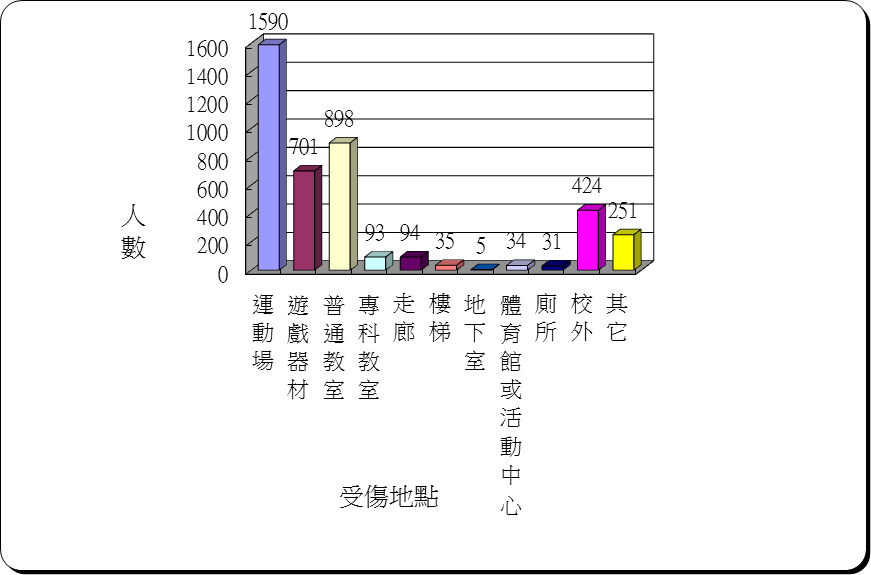 1590
1600
1400
1200
1000
800
600
400
200
0
701
898
93
94
35
5
34
31
424
251
人數
運動場
遊戲器材
普通教室
專科教室
走廊
樓梯
地下室
體育館或活動中心
廁所
校外
其它
受傷地點